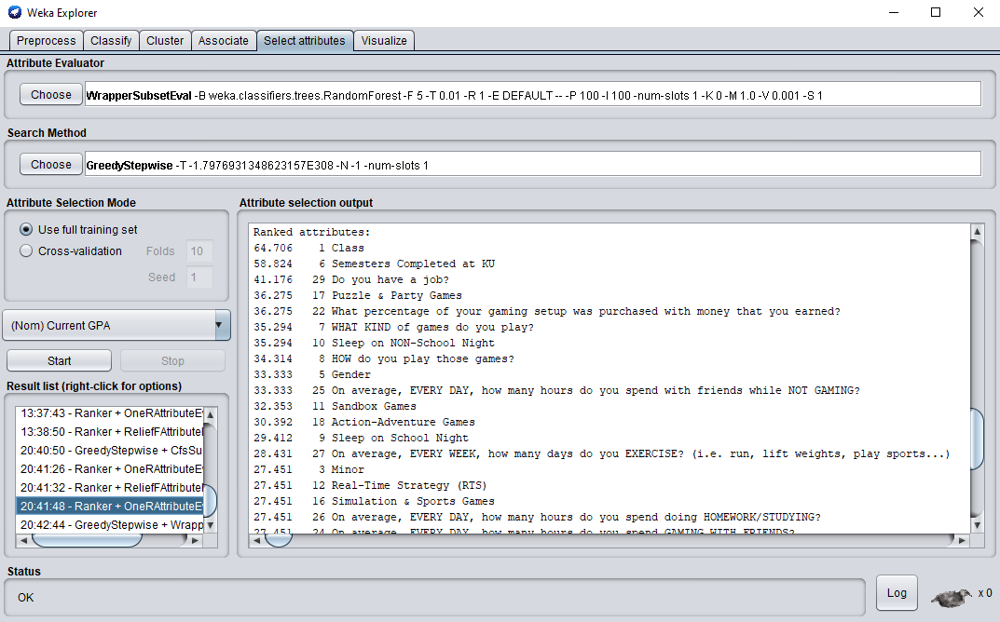 Weka Explorer
Preprocess Classify Cluster Associate Select attributes Visualize
Attribute Evaluator
Choose WrapperSubsetEval -B weka.classifiers.trees.RandomForest -F 5 -T 0.01 -R 1 -E DEFAULT -- -P 100 -I 100 -num-slots 1 -K 0 -M 1.0 -V 0.001 -S 1
Search Method
Choose GreedyStepwise -T -1.7976931348623157E308 -N -1 -num-slots 1
Attribute Selection Mode
Use full training set
Cross-validation Folds 10
Seed 1
(Nom) Current GPA
Start Stop
Result list (right-click for options)
13:37:43 - Ranker + OneRAttributeE
13:38:50 - Ranker + ReliefFAttribute
20:40:50 - GreedyStepwise + CfsSu
20:41:26 - Ranker + OneRAttributeE
20:41:32 - Ranker + ReliefFAttribute
20:41:48 - Ranker + OneRAttributeE
20:42:44 - GreedyStepwise + Wrapp
Attribute selection output
Ranked attributes:
64.706 1 Class
58.824 6 Semesters Completed at KU
41.176 29 Do you have a job?
36.275 17 Puzzle & Party Games
36.275 22 What percentage of your gaming setup was purchased with money that you earned?
35.294 7 WHAT KIND of games do you play?
35.294 10 Sleep on NON-School Night
34.314 8 HOW do you play those games?
33.333 5 Gender
33.333 25 On average, EVERY DAY, how many hours do you spend with friends while NOT GAMING?
32.353 11 Sandbox Games
30.392 18 Action-Adventure Games
29.412 9 Sleep on School Night
28.431 27 On average, EVERY WEEK, how many days do you EXERCISE? (i.e. run, lift weights, play sports...)
27.451 3 Minor
27.451 12 Real-Time Strategy (RTS)
27.451 16 Simulation & Sports Games
27.451 26 On average, EVERY DAY, how many hours do you spend doing HOMEWORK/STUDYING?
27.451 24 On average, EVERY DAY, how many hours do you spend GAMING WITH FRIENDS?
Status
OK
Log x 0